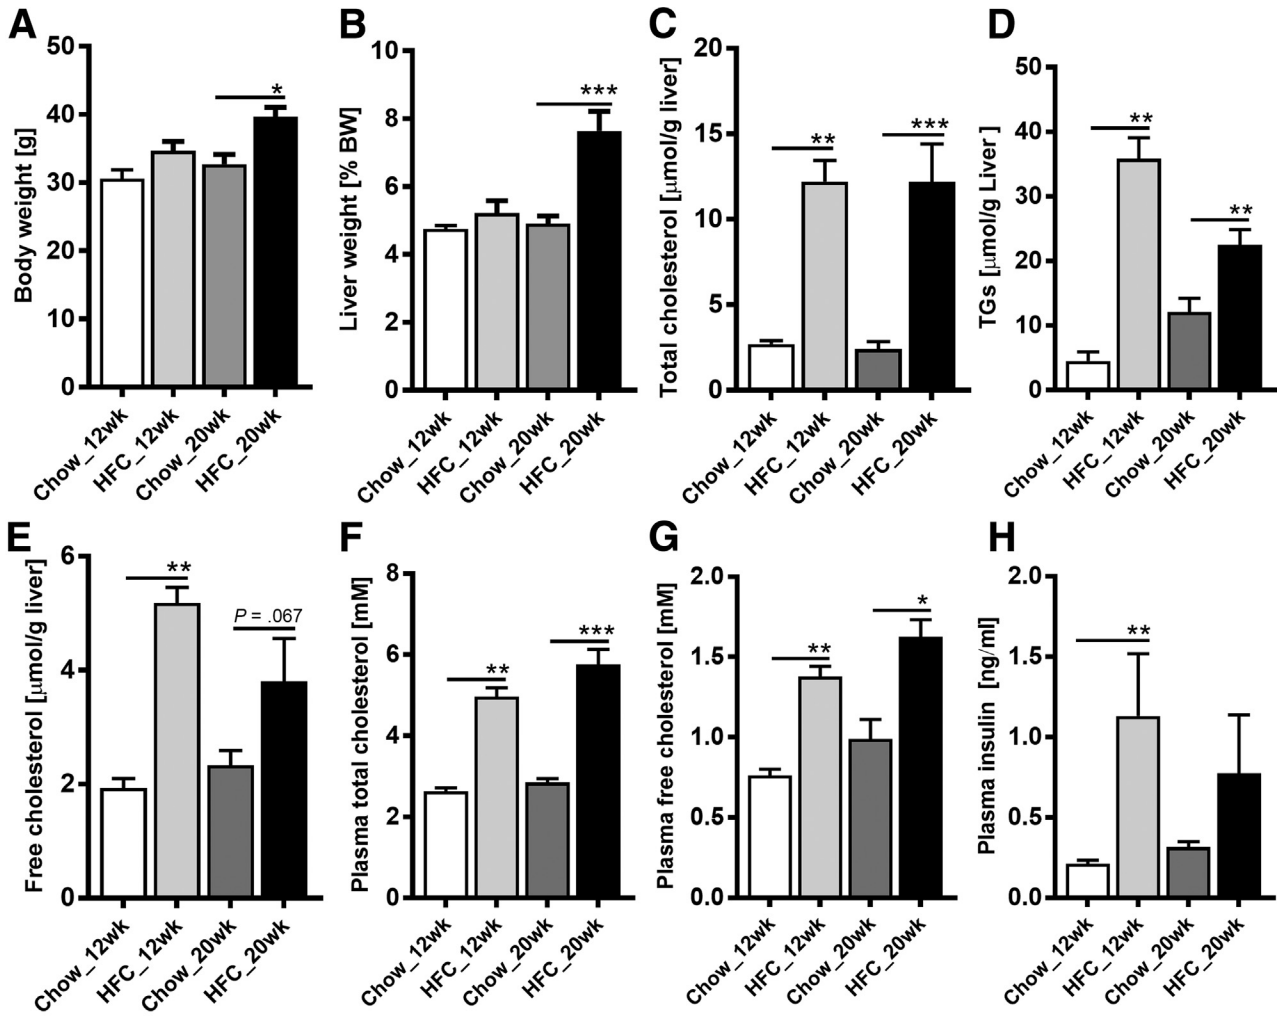 A
Body weight [g]
50
40
30
20
10
0
*
Chow_12wk
HFC_12wk
Chow_20wk
HFC_20wk
B
Liver weight [% BW]
10
8
6
4
2
0
***
Chow_12wk
HFC_12wk
Chow_20wk
HFC_20wk
C
Total cholesterol [μmol/g liver]
20
15
10
5
0
**
***
Chow_12wk
HFC_12wk
Chow_20wk
HFC_20wk
D
TGs [μmol/g Liver ]
50
40
30
20
10
0
**
**
Chow_12wk
HFC_12wk
Chow_20wk
HFC_20wk
E
Free cholesterol [μmol/g liver]
6
4
2
0
**
P = .067
Chow_12wk
HFC_12wk
Chow_20wk
HFC_20wk
F
Plasma total cholesterol [mM]
8
6
4
2
0
**
***
Chow_12wk
HFC_12wk
Chow_20wk
HFC_20wk
G
Plasma free cholesterol [mM]
2.0
1.5
1.0
0.5
0.0
**
*
Chow_12wk
HFC_12wk
Chow_20wk
HFC_20wk
H
Plasma insulin [ng/ml]
2.0
1.5
1.0
0.5
0.0
**
Chow_12wk
HFC_12wk
Chow_20wk
HFC_20wk